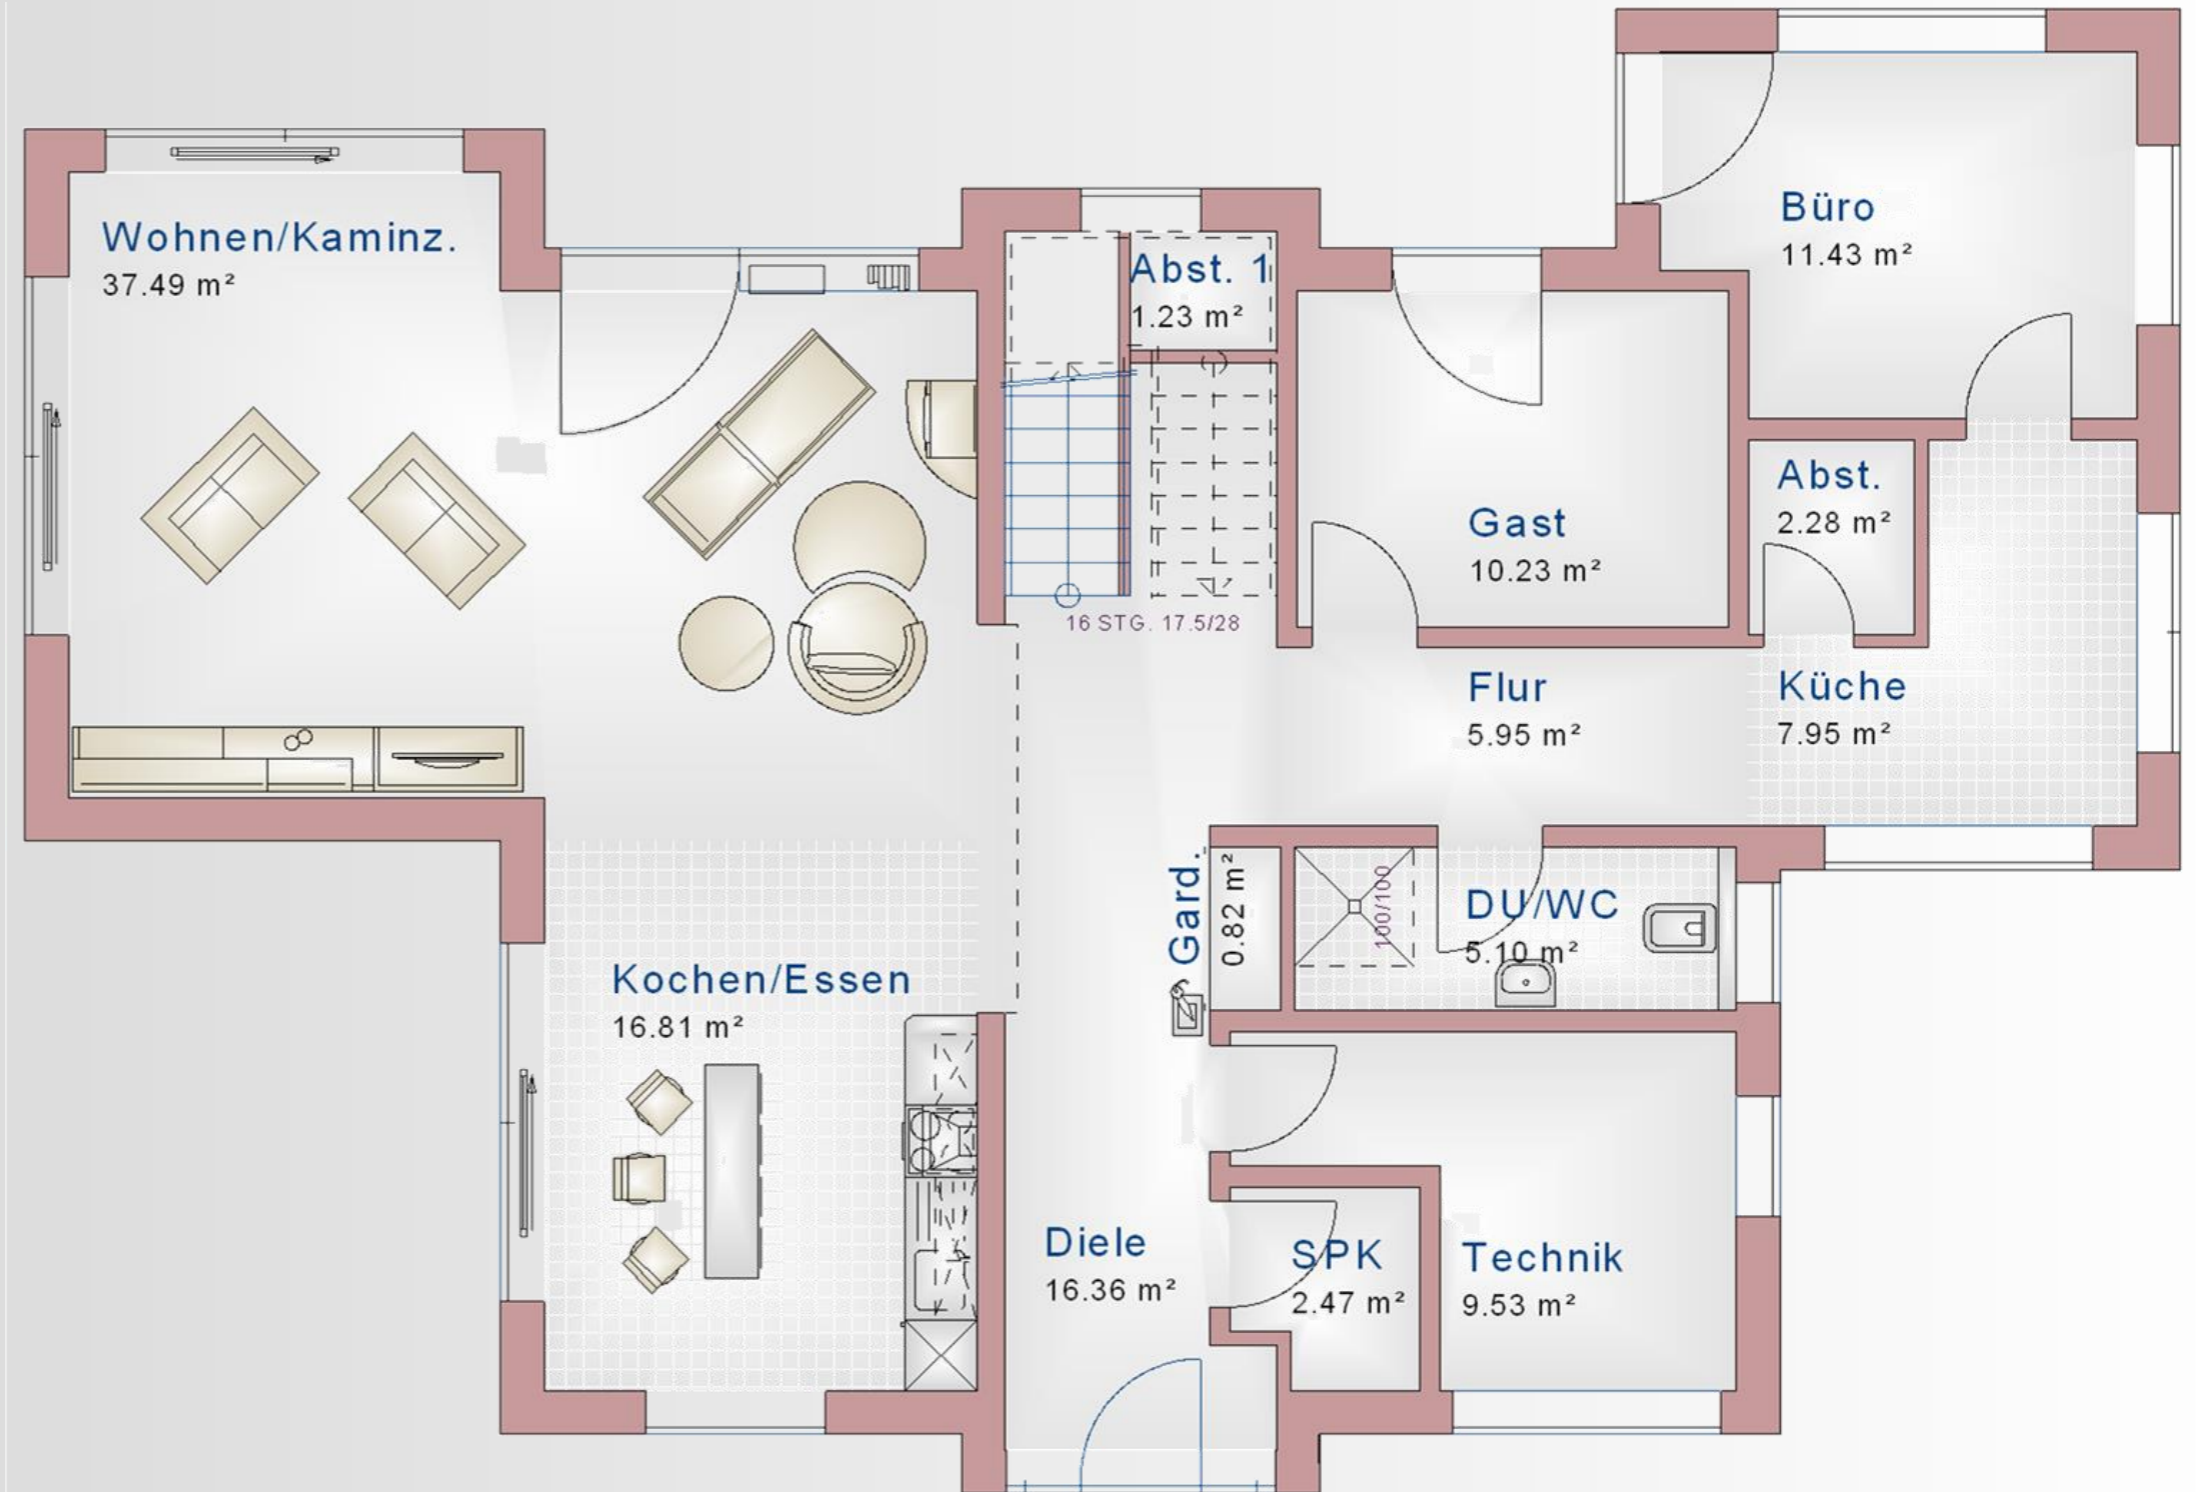 Wohnen/Kaminz.
37.49 m²
Abst. 1
1.23 m²
Büro
11.43 m²
16 STG. 17.5/28
Gast
10.23 m²
Abst.
2.28 m²
Flur
5.95 m²
Küche
7.95 m²
Kochen/Essen
16.81 m²
Gard.
0.82 m²
100/100
DU/WC
5.10 m²
Diele
16.36 m²
SPK
2.47 m²
Technik
9.53 m²